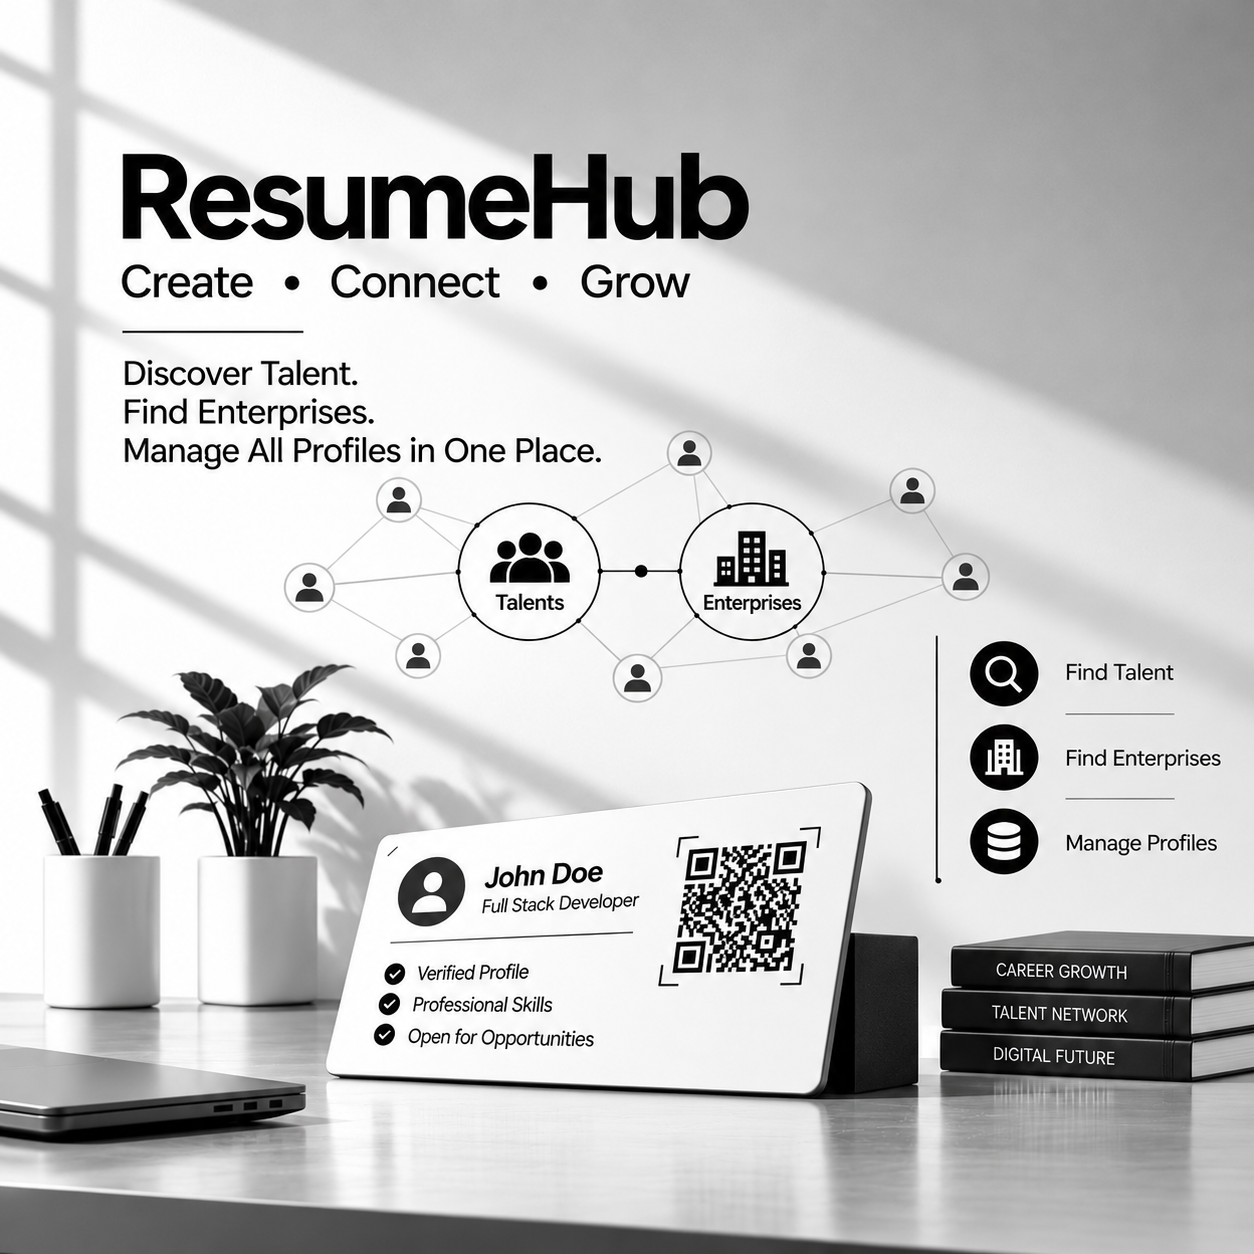 ResumeHub
Create • Connect • Grow
Discover Talent.
Find Enterprises.
Manage All Profiles in One Place.
Talents
Enterprises
Find Talent
Find Enterprises
Manage Profiles
John Doe
Full Stack Developer
Verified Profile
Professional Skills
Open for Opportunities
CAREER GROWTH
TALENT NETWORK
DIGITAL FUTURE